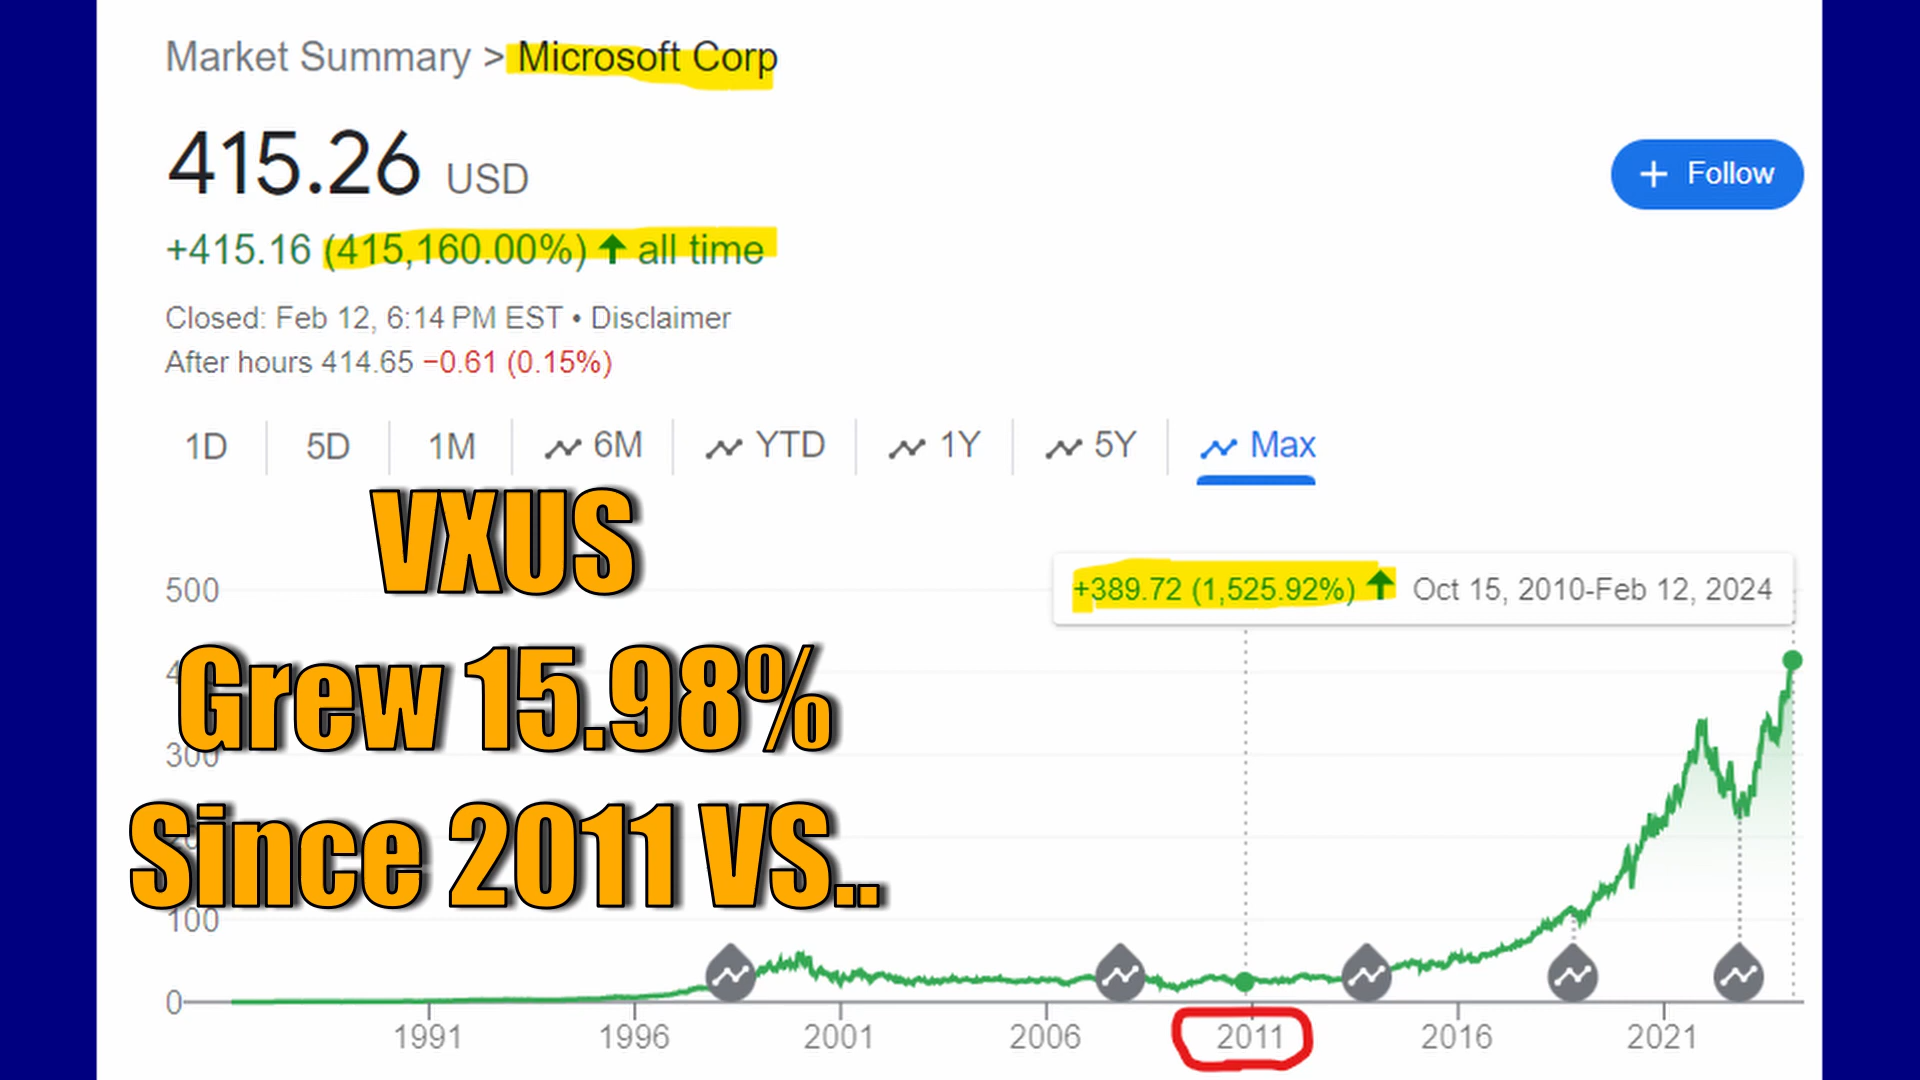 Market Summary > Microsoft Corp
415.26 USD
+ Follow
+415.16 (415,160.00%) ↑ all time
Closed: Feb 12, 6:14 PM EST • Disclaimer
After hours 414.65 −0.61 (0.15%)
1D 5D 1M 6M YTD 1Y 5Y Max
VXUS
+389.72 (1,525.92%) ↑ Oct 15, 2010-Feb 12, 2024
500
Grew 15.98%
300
Since 2011 VS..
100
0
1991 1996 2001 2006 2011 2016 2021